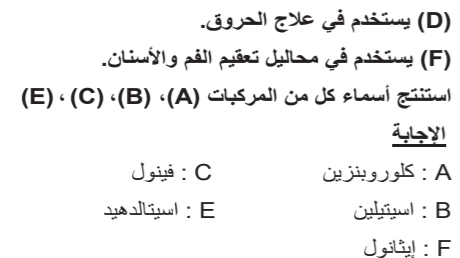 (D) يستخدم في علاج الحروق.
(F) يستخدم في محاليل تعقيم الفم والأسنان.
استنتج أسماء كل من المركبات (A)، (B)، (C) ، (E)
الإجابة
A : كلوروبنزين C : فينول
B : اسيتيلين E : اسيتالدهيد
F : إيثانول